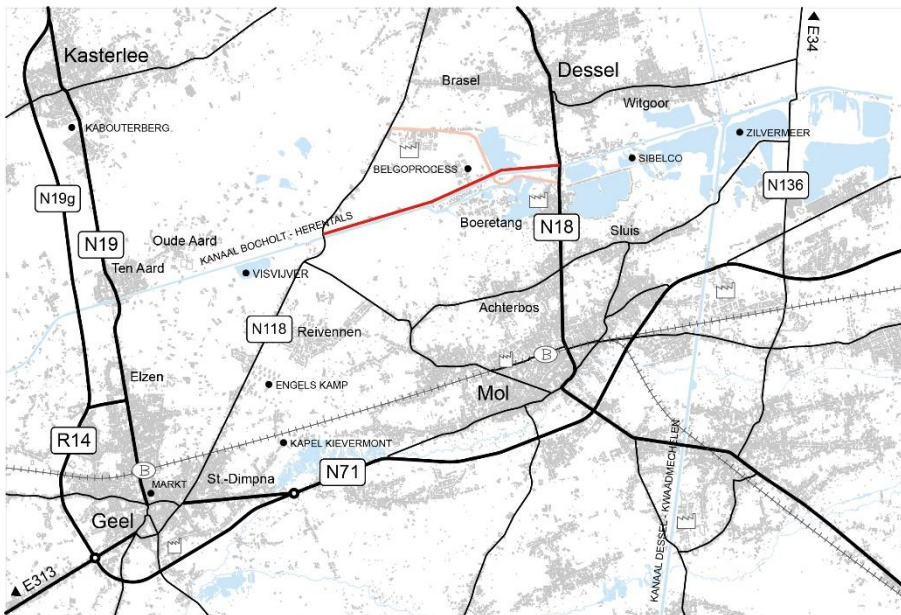 E34
Kasterlee
Dessel
Brasel
Witgoor
KABOUTERBERG.
ZILVERMEER
SIBELCO
BELGOPROCESS
N136
N19g
N18
Boeretang
Sluis
N19
Oude Aard
KANAAL BOCHOLT - HERENTALS
Ten Aard
VISVIJVER
Achterbos
N118
Reivennen
B
Elzen
ENGELS KAMP
Mol
R14
KAPEL KIEVERMONT
B
St.-Dimpna
N71
MARKT
Geel
KANAAL DESSEL - KWAADMECHELEN
E313